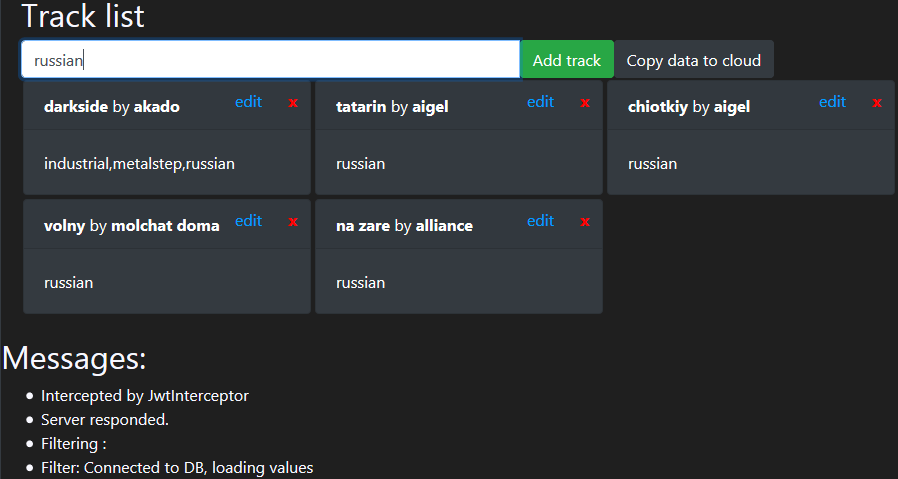 Track list
russian
Add track
Copy data to cloud
darkside by akado edit x
industrial,metalstep,russian
tatarin by aigel edit x
russian
chiotkiy by aigel edit x
russian
volny by molchat doma edit x
russian
na zare by alliance edit x
russian
Messages:
Intercepted by JwtInterceptor
Server responded.
Filtering :
Filter: Connected to DB, loading values